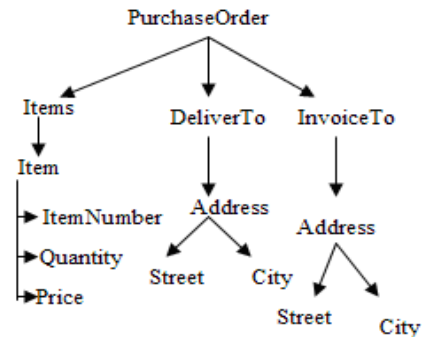 PurchaseOrder
Items
DeliverTo
InvoiceTo
Item
ItemNumber
Quantity
Price
Address
Street
City
Address
Street
City